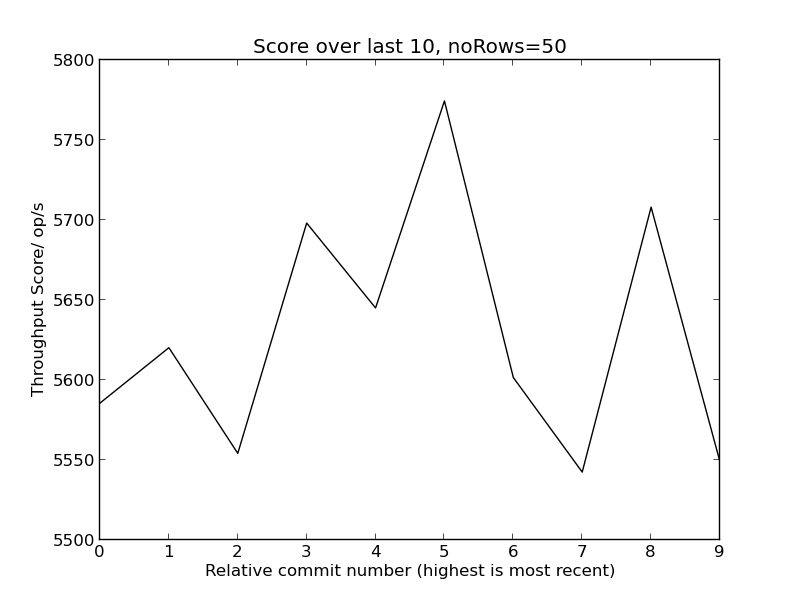 Score over last 10, noRows=50
5800
5750
5700
5650
5600
5550
5500
Throughput Score/ op/s
0 1 2 3 4 5 6 7 8 9
Relative commit number (highest is most recent)